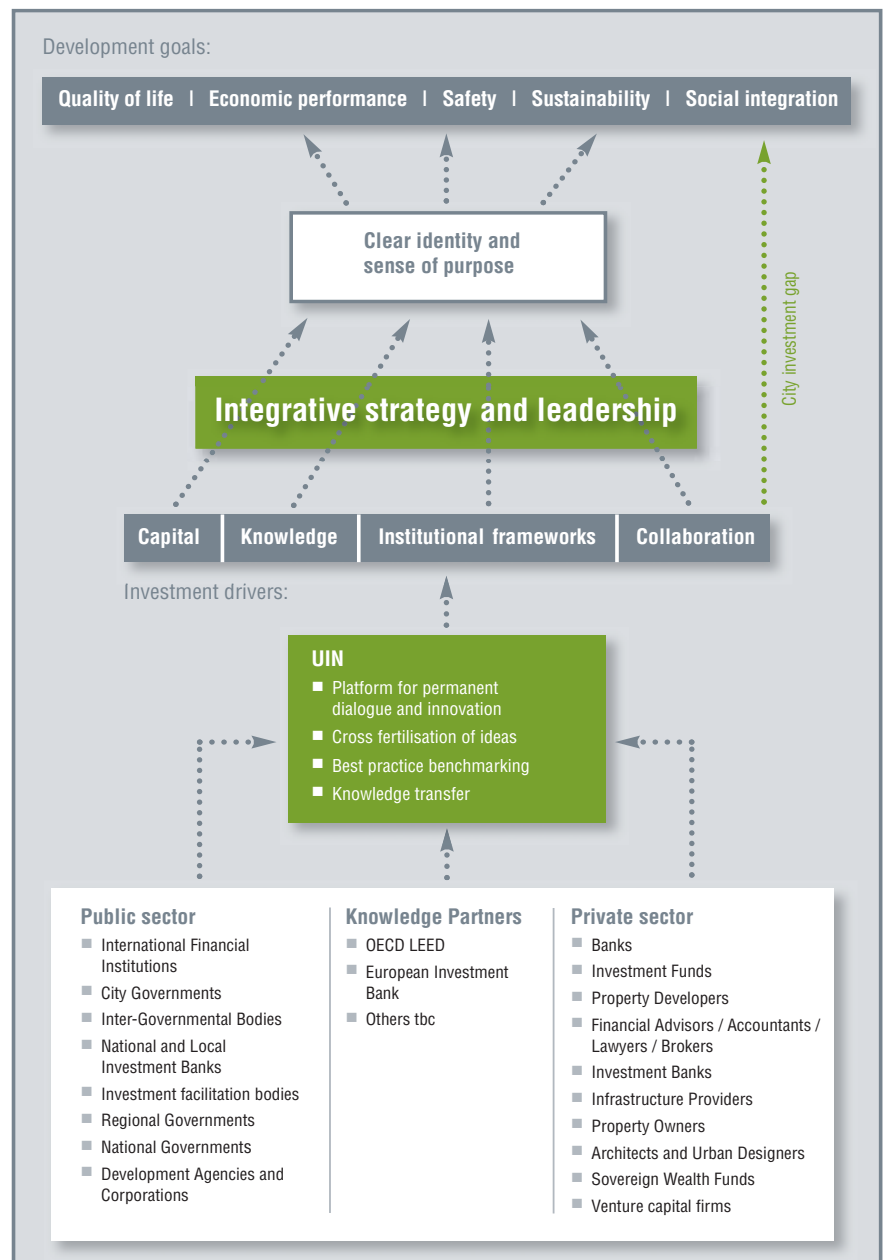 Development goals:
Quality of life | Economic performance | Safety | Sustainability | Social integration
Clear identity and
sense of purpose
City investment gap
Integrative strategy and leadership
Capital
Knowledge
Institutional frameworks
Collaboration
Investment drivers:
UIN
Platform for permanent
dialogue and innovation
Cross fertilisation of ideas
Best practice benchmarking
Knowledge transfer
Public sector
International Financial
Institutions
City Governments
Inter-Governmental Bodies
National and Local
Investment Banks
Investment facilitation bodies
Regional Governments
National Governments
Development Agencies and
Corporations
Knowledge Partners
OECD LEED
European Investment
Bank
Others tbc
Private sector
Banks
Investment Funds
Property Developers
Financial Advisors / Accountants /
Lawyers / Brokers
Investment Banks
Infrastructure Providers
Property Owners
Architects and Urban Designers
Sovereign Wealth Funds
Venture capital firms